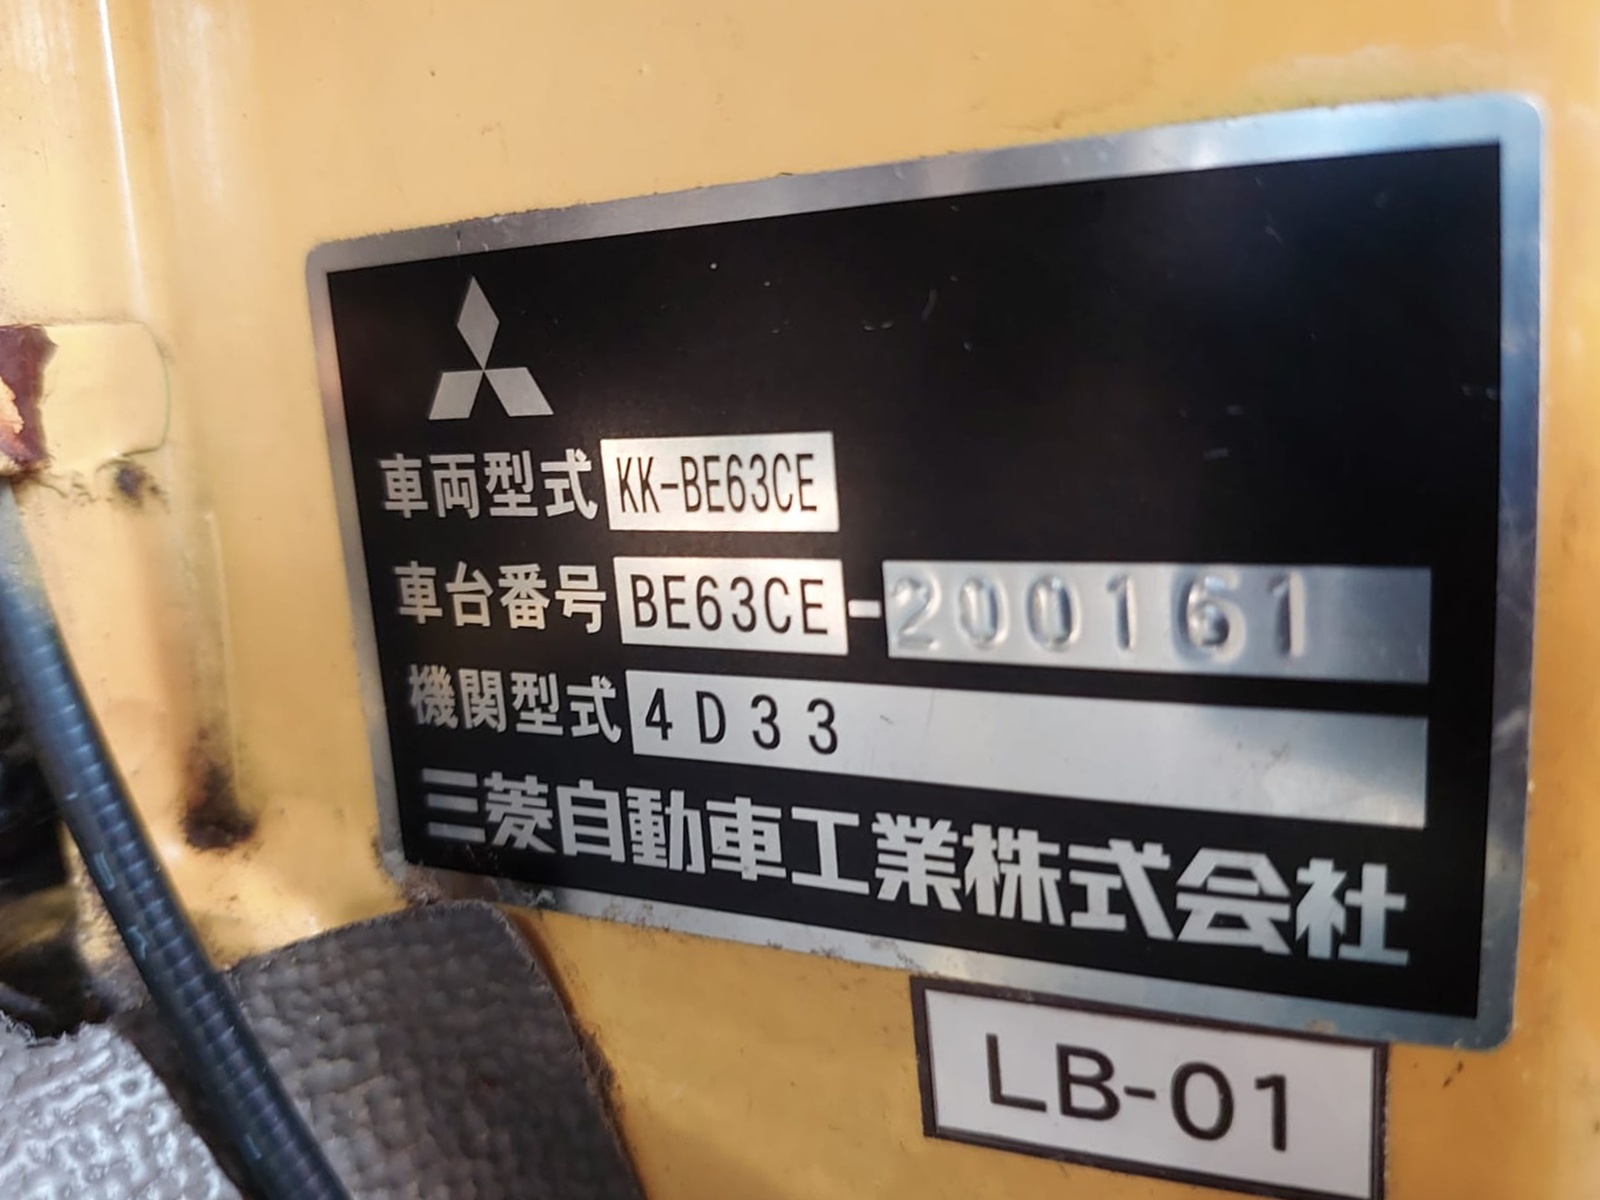 車両型式 KK-BE63CE
車台番号 BE63CE-200161
機関型式 4D33
三菱自動車工業株式会社
LB-01